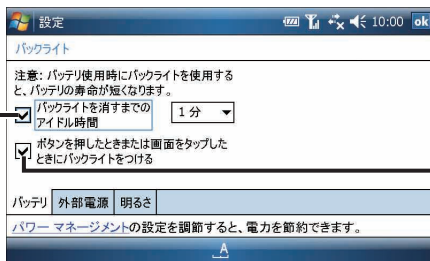 設定 10:00 ok
バックライト
注意: バッテリ使用時にバックライトを使用する
と、バッテリの寿命が短くなります。
バックライトを消すまでの
アイドル時間 1 分
ボタンを押したときまたは画面をタップした
ときにバックライトをつける
バッテリ 外部電源 明るさ
パワー マネージメントの設定を調節すると、電力を節約できます。
A